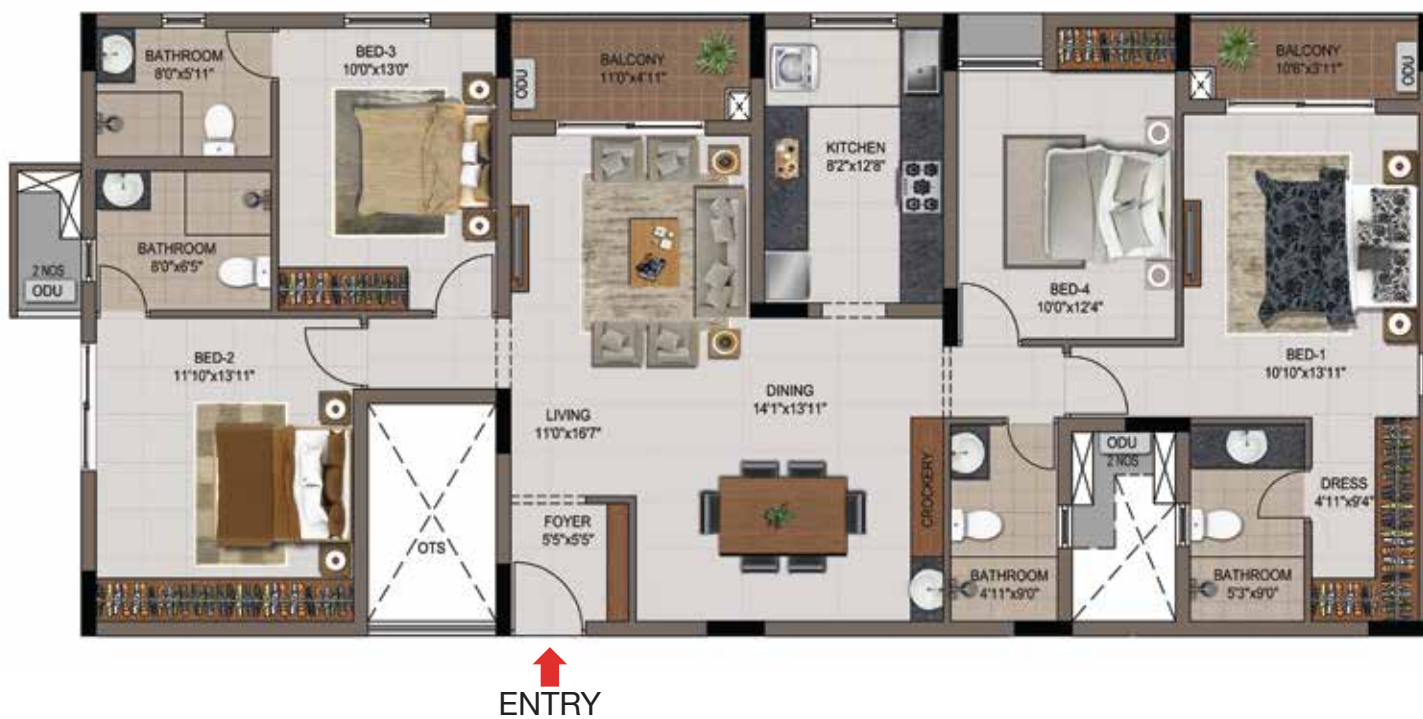 BATHROOM
8'0"x5'11"
BED-3
10'0"x13'0"
ODU
BALCONY
11'0"x4'11"
KITCHEN
8'2"x12'8"
BALCONY
10'6"x3'11"
ODU
BATHROOM
8'0"x6'5"
2 NOS
ODU
BED-4
10'0"x12'4"
BED-2
11'10"x13'11"
BED-1
10'10"x13'11"
LIVING
11'0"x16'7"
DINING
14'1"x13'11"
CROCKERY
ODU
2 NOS
DRESS
4'11"x9'4"
FOYER
5'5"x5'5"
OTS
BATHROOM
4'11"x9'0"
BATHROOM
5'3"x9'0"
ENTRY